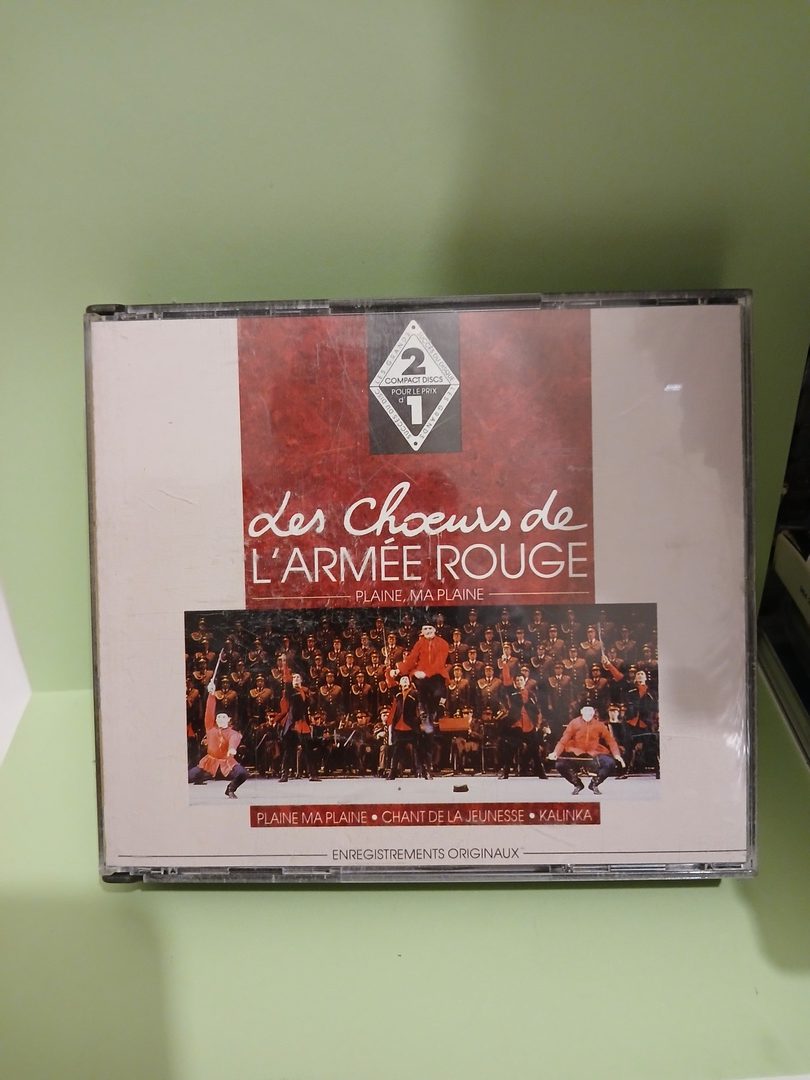 2
COMPACT DISCS
POUR LE PRIX
d'1
Les Chœurs de
L'ARMÉE ROUGE
PLAINE, MA PLAINE
PLAINE MA PLAINE • CHANT DE LA JEUNESSE • KALINKA
ENREGISTREMENTS ORIGINAUX